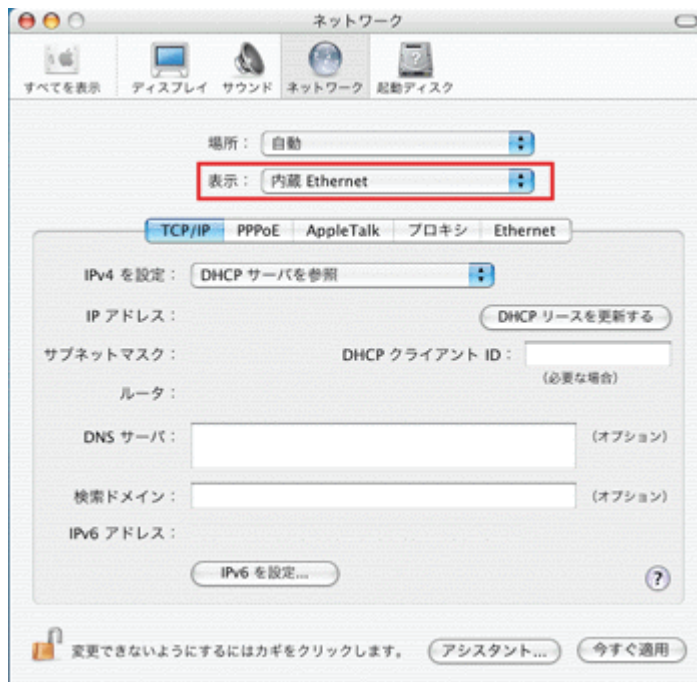 ネットワーク
すべてを表示 ディスプレイ サウンド ネットワーク 起動ディスク
場所： 自動
表示： 内蔵 Ethernet
TCP/IP PPPoE AppleTalk プロキシ Ethernet
IPv4 を設定： DHCP サーバを参照
IP アドレス： DHCP リースを更新する
サブネットマスク： DHCP クライアント ID：
(必要な場合)
ルータ：
DNS サーバ： (オプション)
検索ドメイン： (オプション)
IPv6 アドレス：
IPv6 を設定... ?
変更できないようにするにはカギをクリックします。 アシスタント... 今すぐ適用